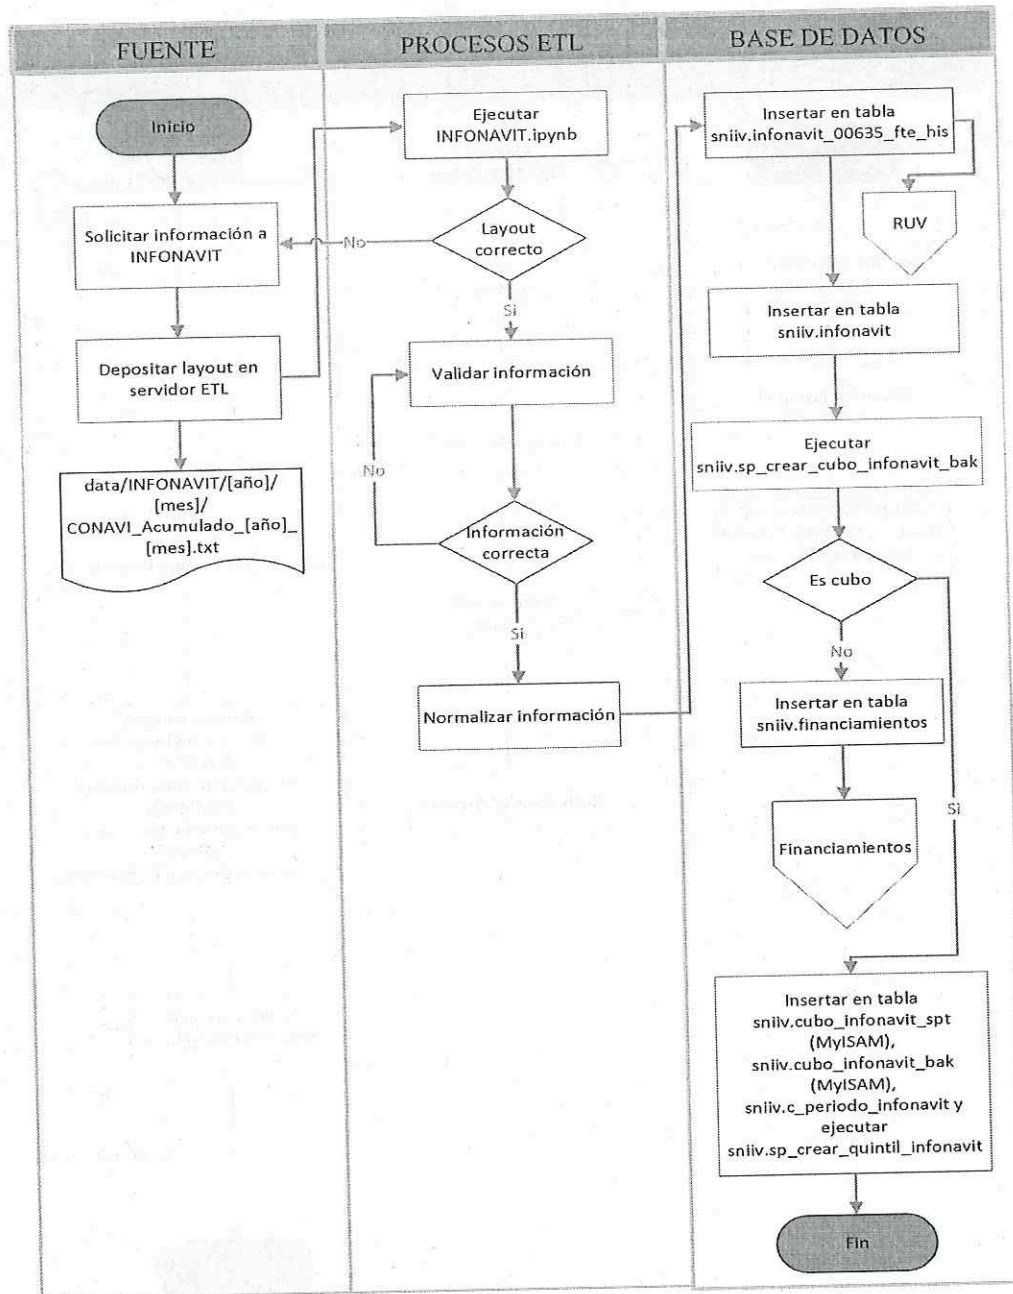 FUENTE
PROCESOS ETL
BASE DE DATOS
Inicio
Solicitar información a
INFONAVIT
Depositar layout en
servidor ETL
data/INFONAVIT/[año]/
[mes]/
CONAVI_Acumulado_[año]_
[mes].txt
Ejecutar
INFONAVIT.ipynb
Layout
correcto
No
Si
Validar información
No
Información
correcta
Si
Normalizar información
Insertar en tabla
sniiv.infonavit_00635_fte_his
RUV
Insertar en tabla
sniiv.infonavit
Ejecutar
sniiv.sp_crear_cubo_infonavit_bak
Es cubo
No
Si
Insertar en tabla
sniiv.financiamientos
Financiamientos
Insertar en tabla
sniiv.cubo_infonavit_spt
(MyISAM),
sniiv.cubo_infonavit_bak
(MyISAM),
sniiv.c_periodo_infonavit y
ejecutar
sniiv.sp_crear_quintil_infonavit
Fin